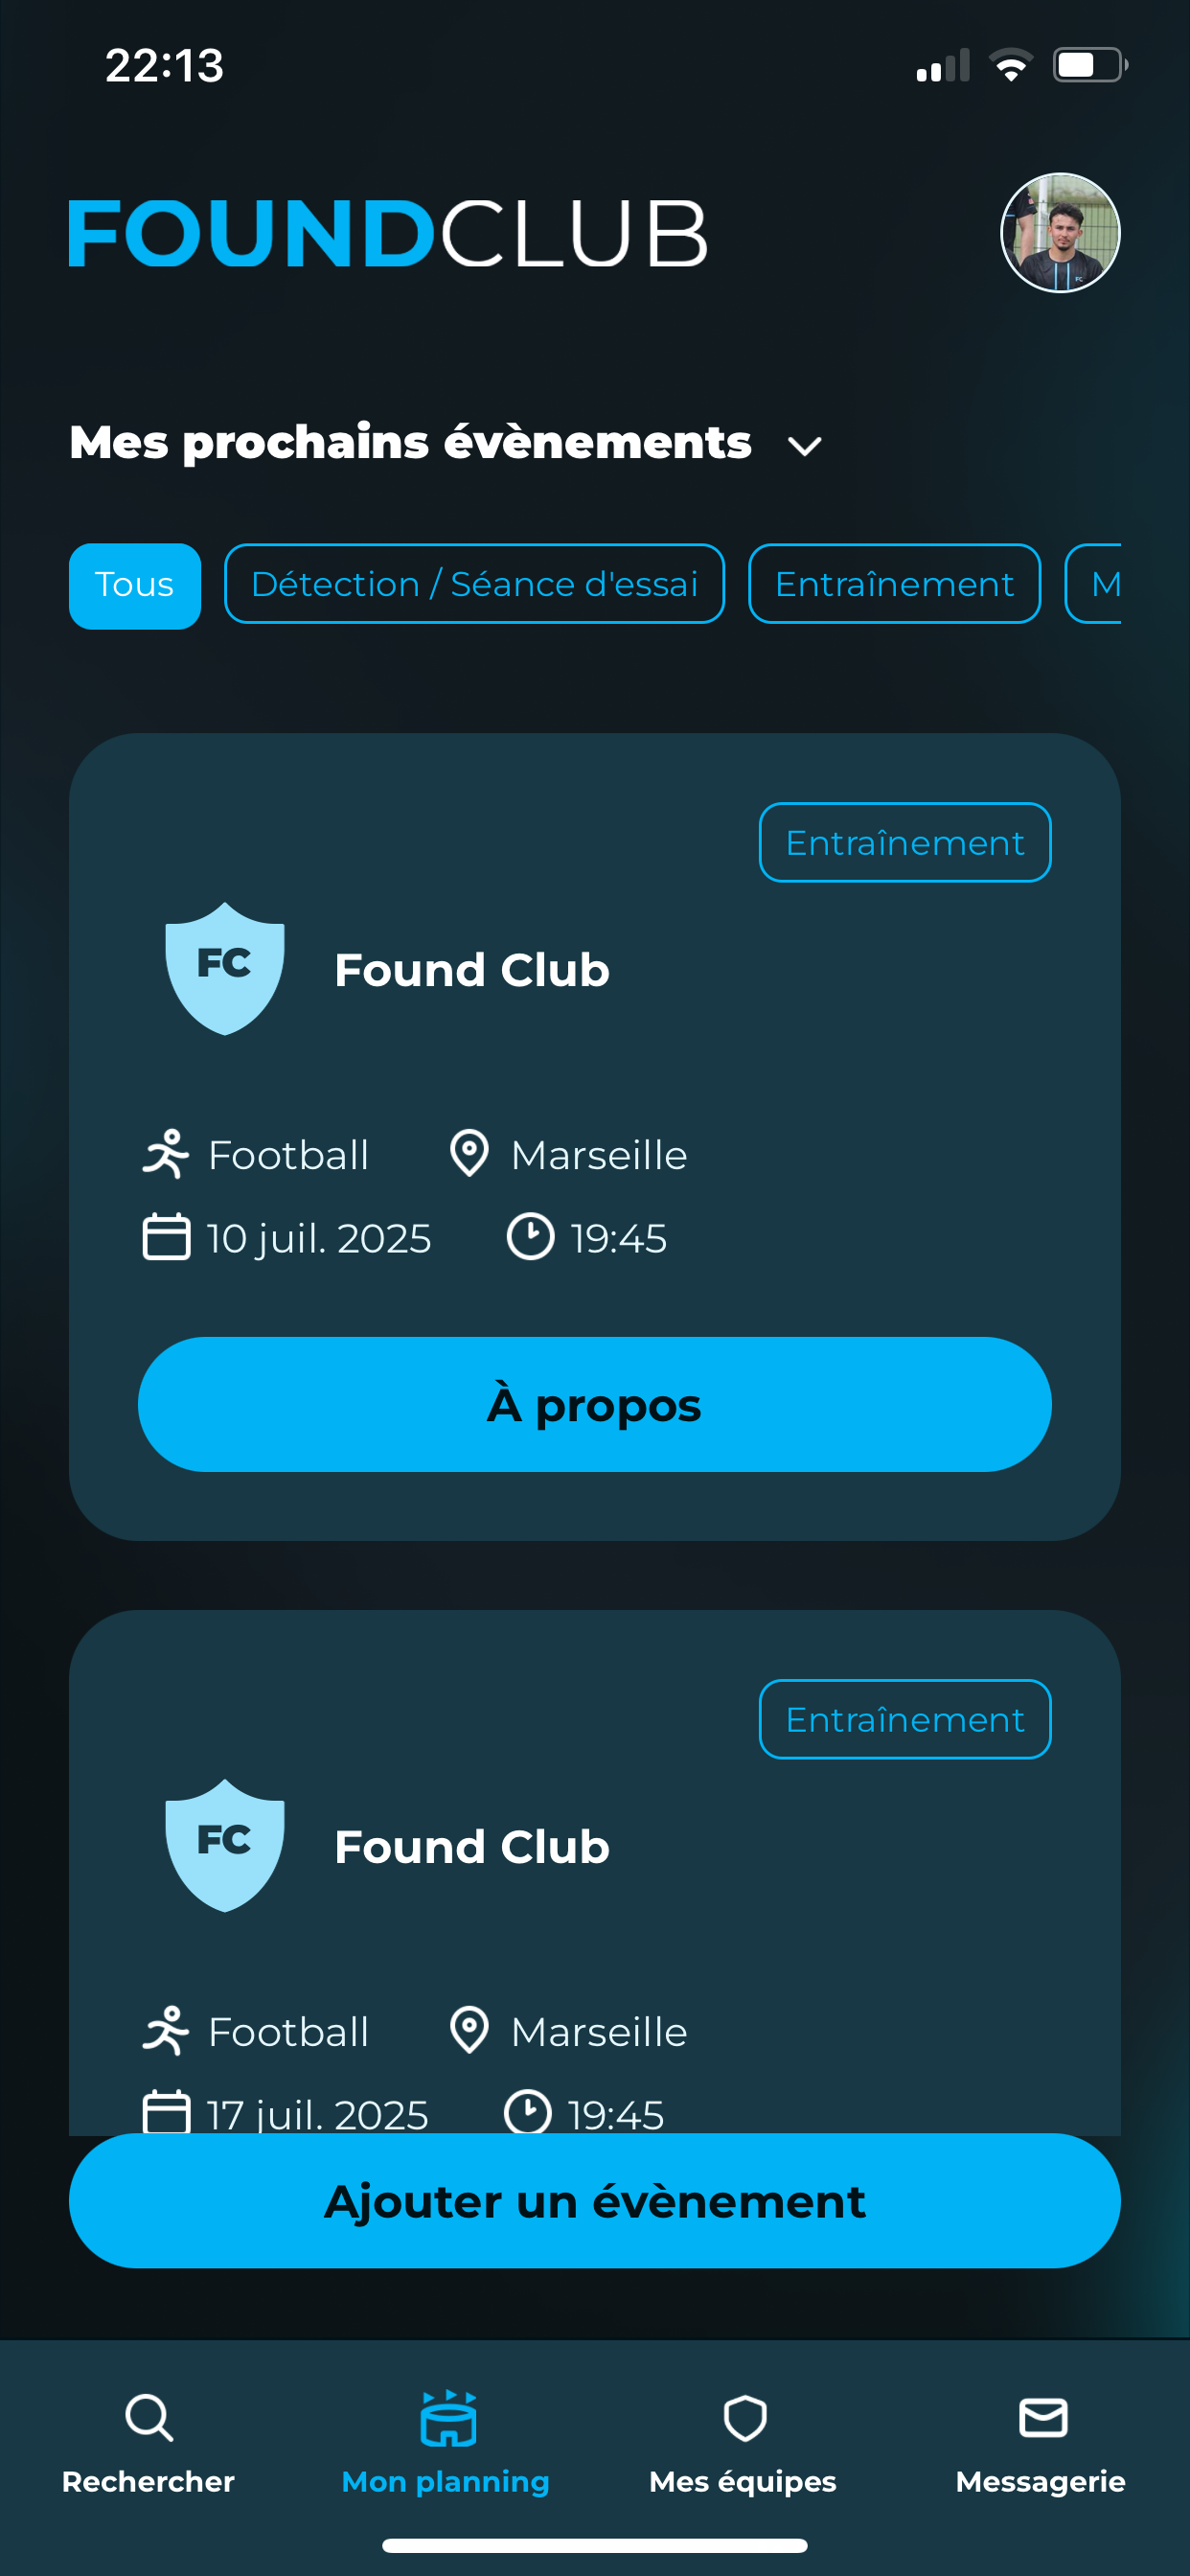 22:13
FOUNDCLUB
Mes prochains évènements
Tous
Détection / Séance d'essai
Entraînement
M
Entraînement
FC
Found Club
Football
Marseille
10 juil. 2025
19:45
À propos
Entraînement
FC
Found Club
Football
Marseille
17 juil. 2025
19:45
Ajouter un évènement
Rechercher
Mon planning
Mes équipes
Messagerie